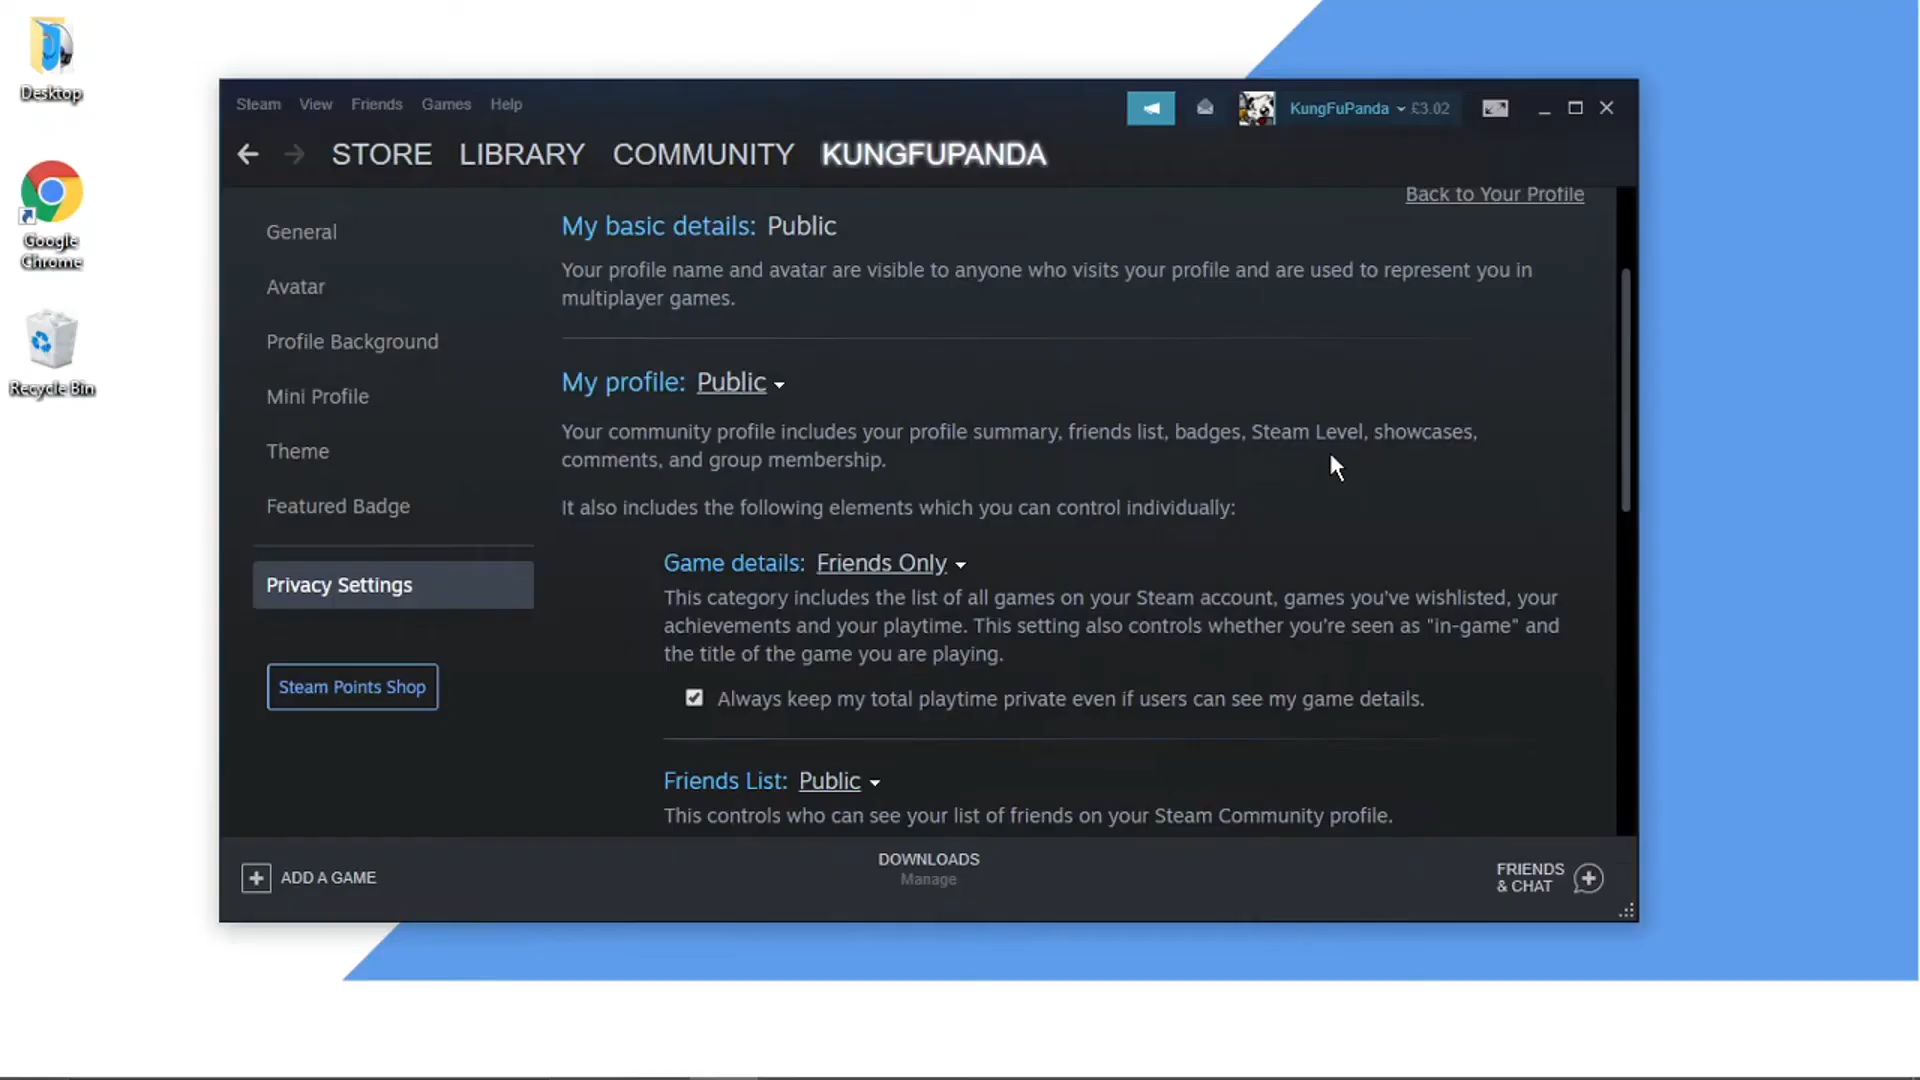 Desktop
Google
Chrome
Recycle Bin
Steam View Friends Games Help
KungFuPanda £3.02
STORE LIBRARY COMMUNITY KUNGFUPANDA
Back to Your Profile
General
Avatar
Profile Background
Mini Profile
Theme
Featured Badge
Privacy Settings
Steam Points Shop
My basic details: Public
Your profile name and avatar are visible to anyone who visits your profile and are used to represent you in
multiplayer games.
My profile: Public
Your community profile includes your profile summary, friends list, badges, Steam Level, showcases,
comments, and group membership.
It also includes the following elements which you can control individually:
Game details: Friends Only
This category includes the list of all games on your Steam account, games you've wishlisted, your
achievements and your playtime. This setting also controls whether you're seen as "in-game" and
the title of the game you are playing.
Always keep my total playtime private even if users can see my game details.
Friends List: Public
This controls who can see your list of friends on your Steam Community profile.
ADD A GAME
DOWNLOADS
Manage
FRIENDS
& CHAT